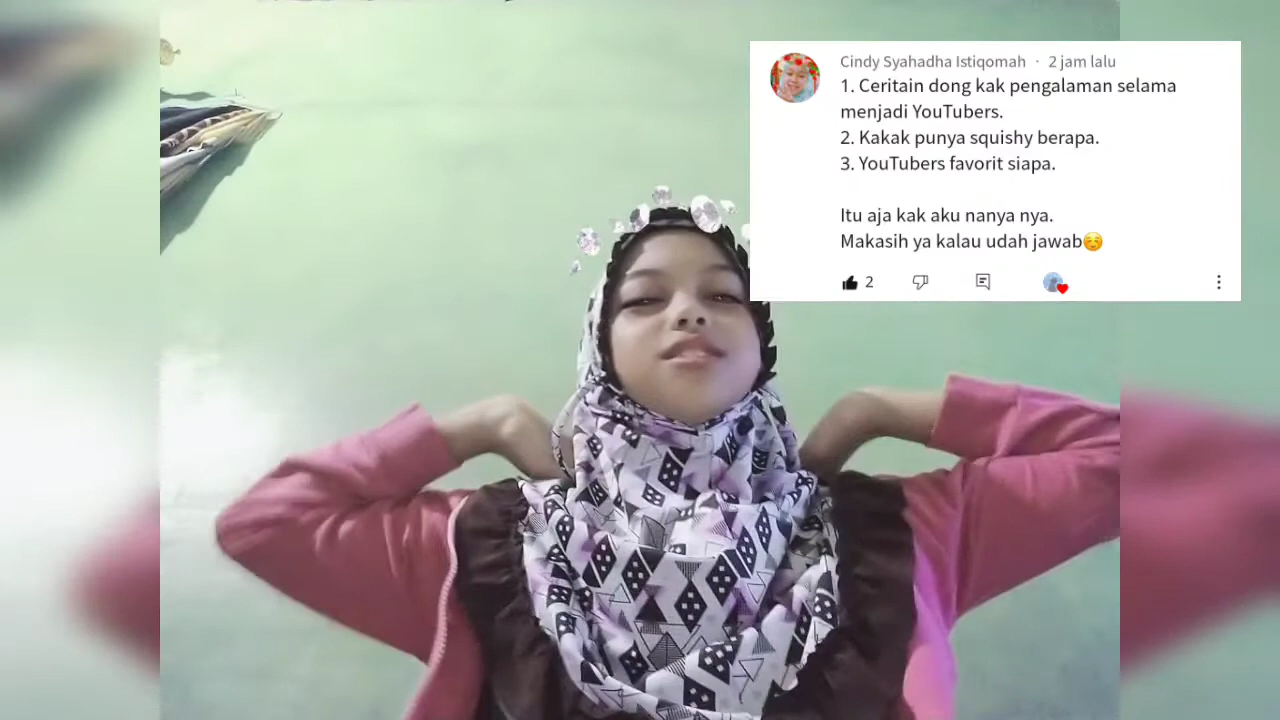 Cindy Syahadha Istiqomah · 2 jam lalu
1. Ceritain dong kak pengalaman selama
menjadi YouTubers.
2. Kakak punya squishy berapa.
3. YouTubers favorit siapa.
Itu aja kak aku nanya nya.
Makasih ya kalau udah jawab☺️
2